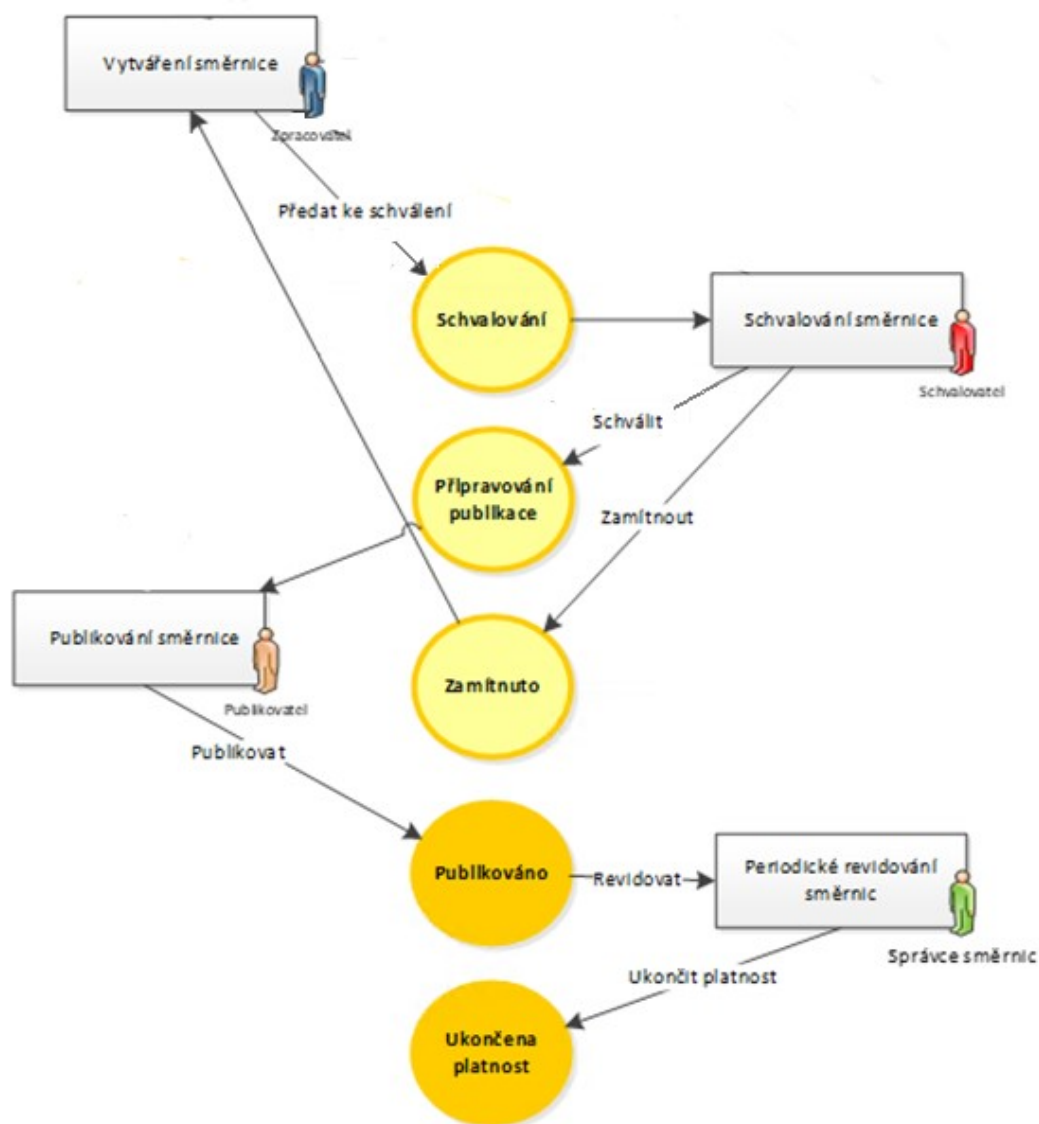 Vytváření směrnice
Zpracovatel
Předat ke schválení
Schvalování
Schvalování směrnice
Schvalovatel
Schválit
Připravování
publikace
Zamítnout
Publikování směrnice
Publikovatel
Zamítnuto
Publikovat
Publikováno
Revidovat
Periodické revidování
směrnic
Správce směrnic
Ukončit platnost
Ukončena
platnost